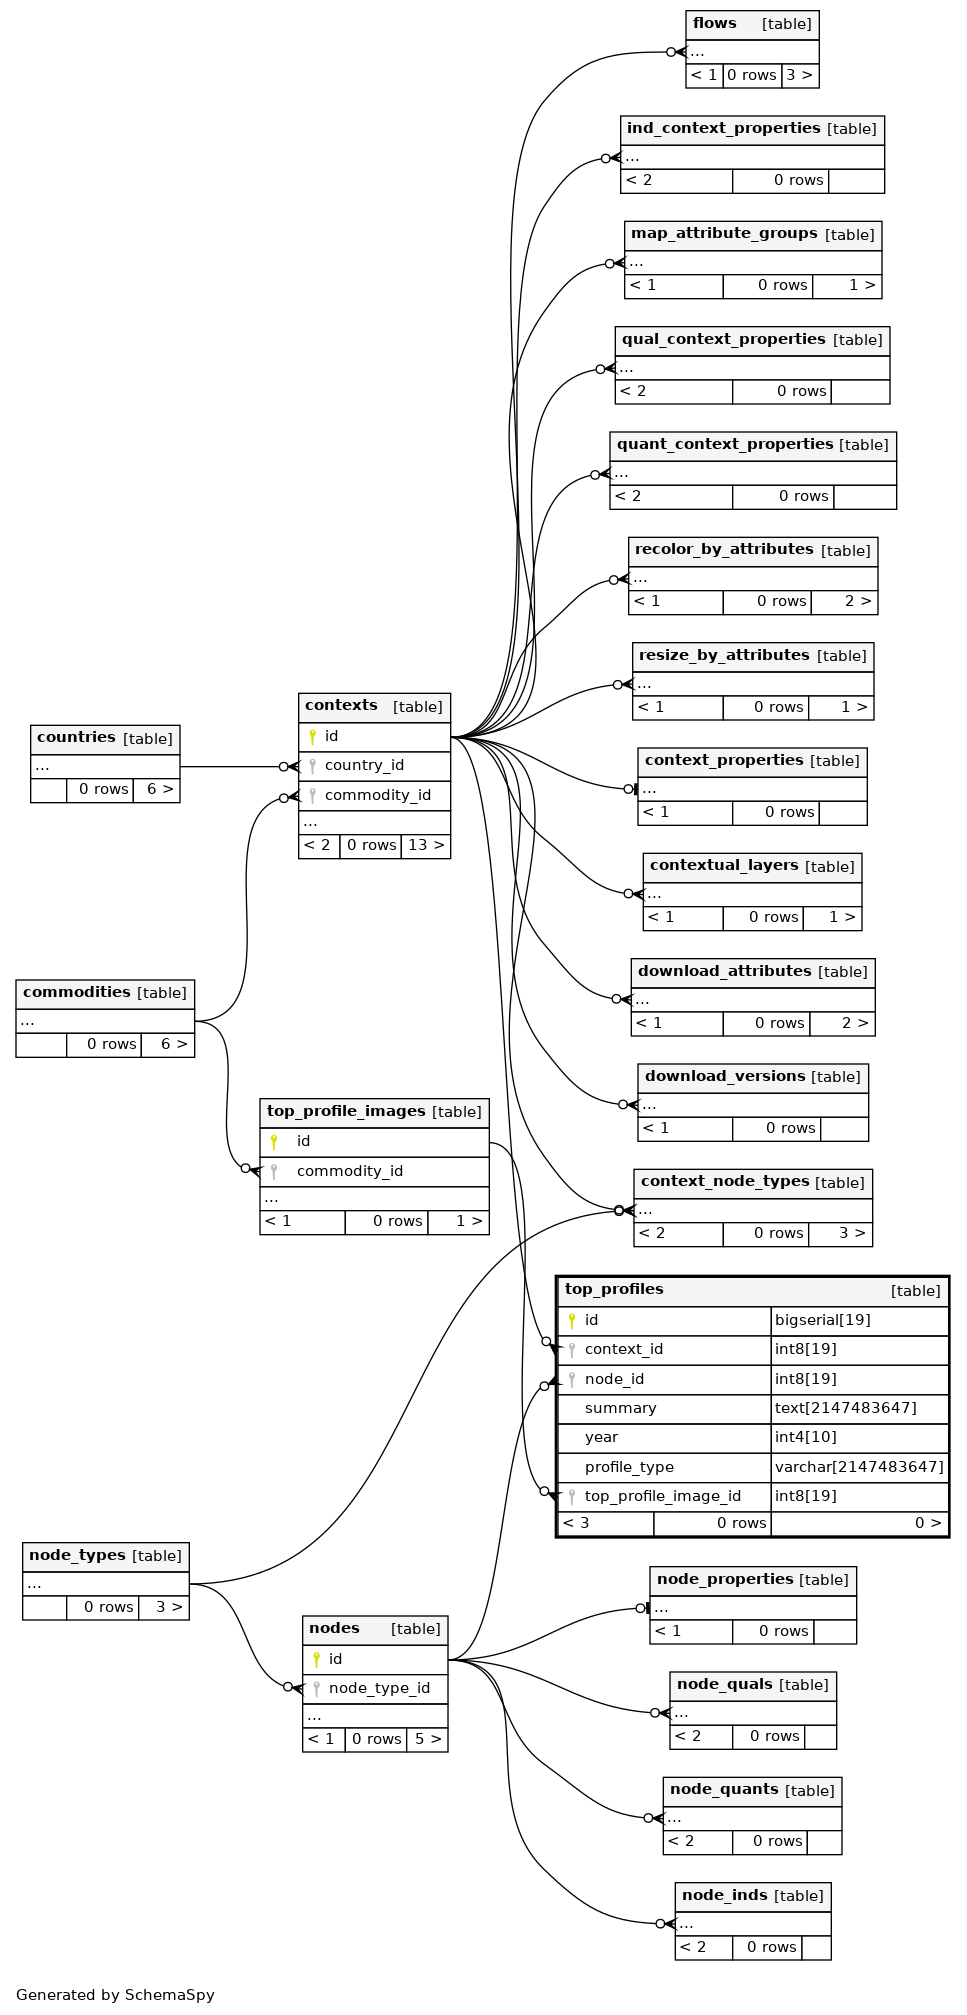 flows [table]
...
< 1 0 rows 3 >
ind_context_properties [table]
...
< 2 0 rows
map_attribute_groups [table]
...
< 1 0 rows 1 >
qual_context_properties [table]
...
< 2 0 rows
quant_context_properties [table]
...
< 2 0 rows
recolor_by_attributes [table]
...
< 1 0 rows 2 >
resize_by_attributes [table]
...
< 1 0 rows 1 >
contexts [table]
id
country_id
commodity_id
...
< 2 0 rows 13 >
countries [table]
...
0 rows 6 >
context_properties [table]
...
< 1 0 rows
contextual_layers [table]
...
< 1 0 rows 1 >
download_attributes [table]
...
< 1 0 rows 2 >
commodities [table]
...
0 rows 6 >
download_versions [table]
...
< 1 0 rows
top_profile_images [table]
id
commodity_id
...
< 1 0 rows 1 >
context_node_types [table]
...
< 2 0 rows 3 >
top_profiles [table]
id bigserial[19]
context_id int8[19]
node_id int8[19]
summary text[2147483647]
year int4[10]
profile_type varchar[2147483647]
top_profile_image_id int8[19]
< 3 0 rows 0 >
node_types [table]
...
0 rows 3 >
node_properties [table]
...
< 1 0 rows
nodes [table]
id
node_type_id
...
< 1 0 rows 5 >
node_quals [table]
...
< 2 0 rows
node_quants [table]
...
< 2 0 rows
node_inds [table]
...
< 2 0 rows
Generated by SchemaSpy